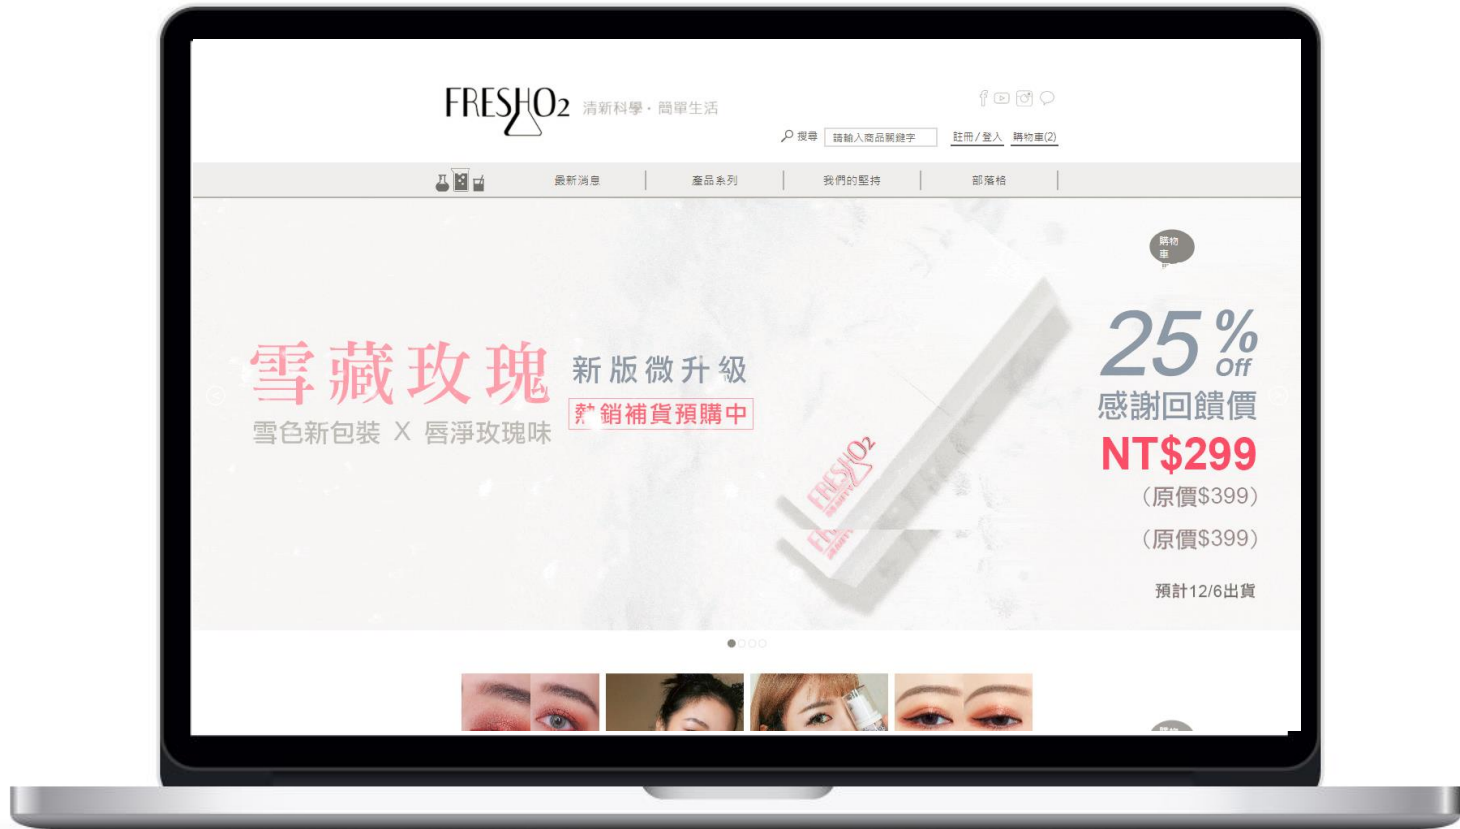 FRESHO2 清新科學・簡單生活
搜尋 請輸入商品關鍵字 註冊/登入 購物車(2)
最新消息 產品系列 我們的堅持 部落格
購物
車
雪藏玫瑰
新版微升級
熱銷補貨預購中
雪色新包裝 X 唇淨玫瑰味
FRESHO2
BEAUTY
25%
Off
感謝回饋價
NT$299
(原價$399)
(原價$399)
預計12/6出貨